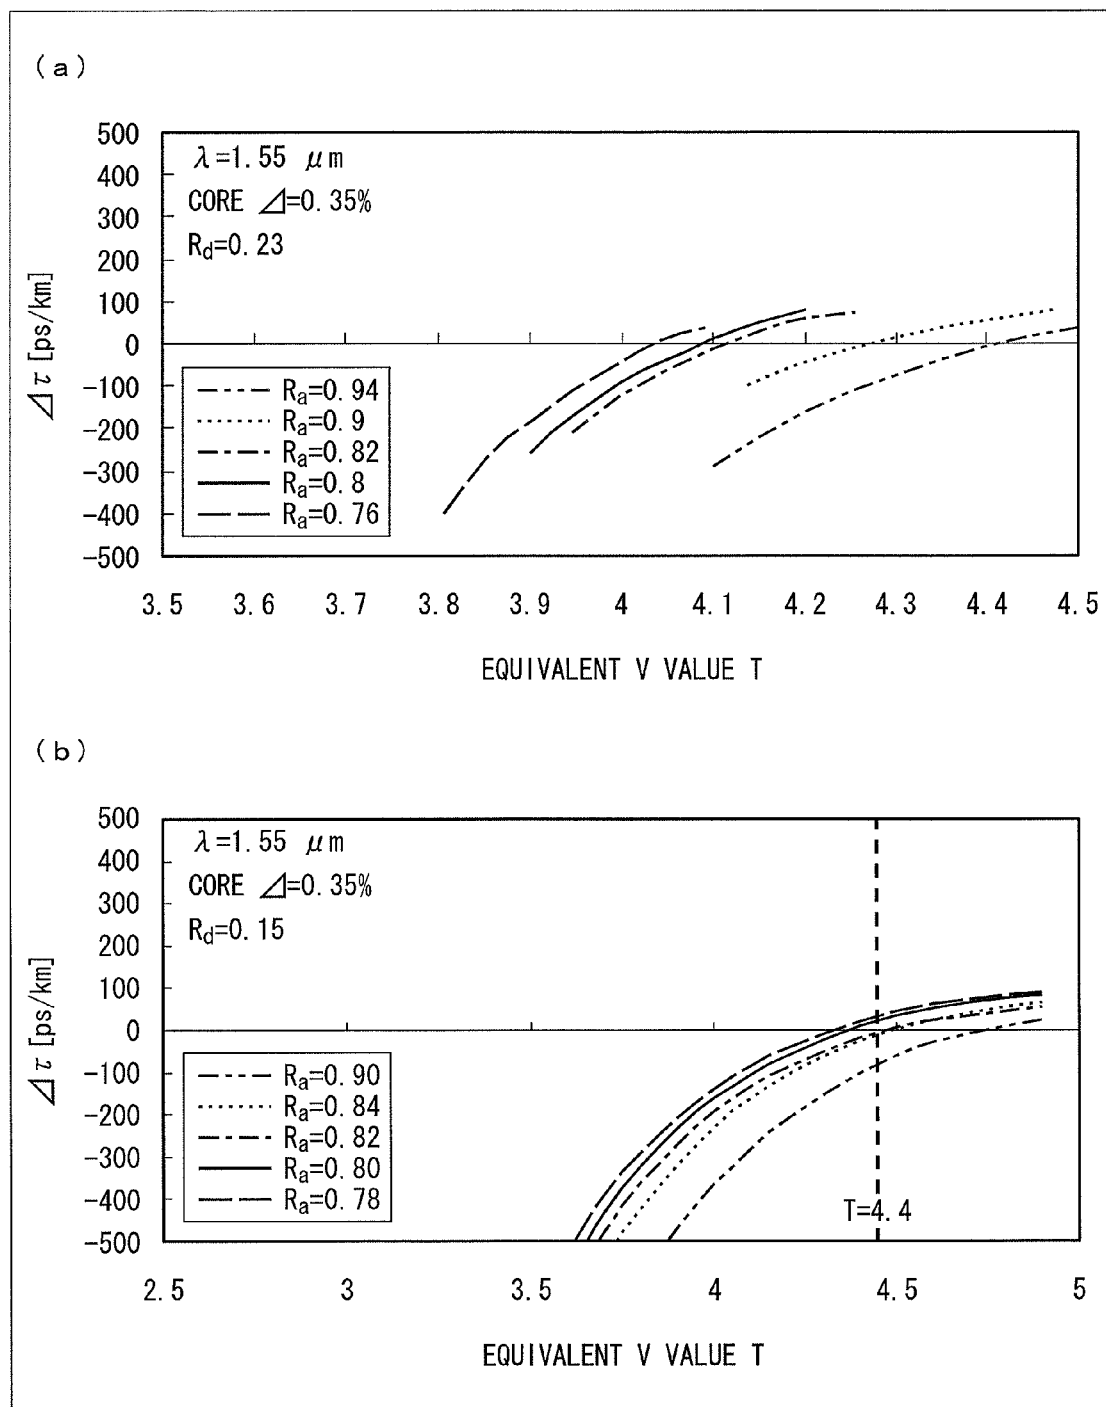 (a)
500
400
300
200
100
0
-100
-200
-300
-400
-500
Δτ [ps/km]
λ=1.55 μm
CORE Δ=0.35%
Rd=0.23
Ra=0.94
Ra=0.9
Ra=0.82
Ra=0.8
Ra=0.76
3.5 3.6 3.7 3.8 3.9 4 4.1 4.2 4.3 4.4 4.5
EQUIVALENT V VALUE T
(b)
500
400
300
200
100
0
-100
-200
-300
-400
-500
Δτ [ps/km]
λ=1.55 μm
CORE Δ=0.35%
Rd=0.15
Ra=0.90
Ra=0.84
Ra=0.82
Ra=0.80
Ra=0.78
T=4.4
2.5 3 3.5 4 4.5 5
EQUIVALENT V VALUE T